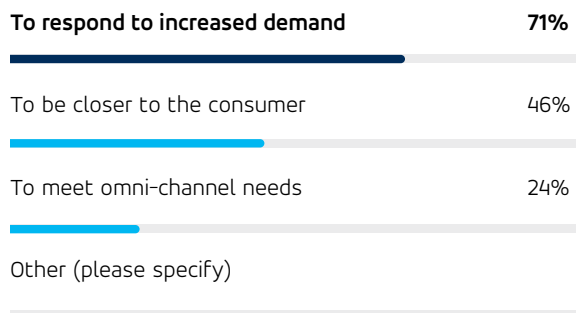 To respond to increased demand 71%
To be closer to the consumer 46%
To meet omni-channel needs 24%
Other (please specify)